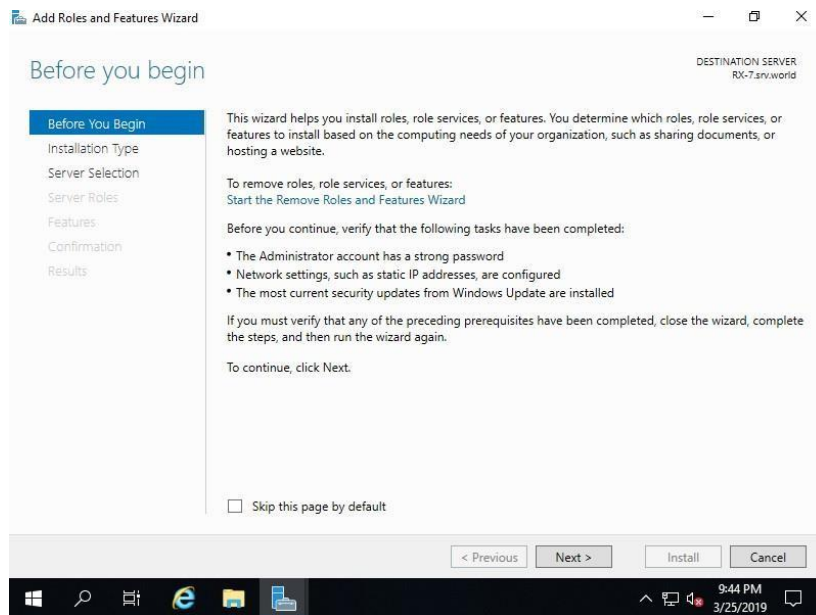 Add Roles and Features Wizard
Before you begin
DESTINATION SERVER
RX-7.srv.world
Before You Begin
Installation Type
Server Selection
Server Roles
Features
Confirmation
Results
This wizard helps you install roles, role services, or features. You determine which roles, role services, or
features to install based on the computing needs of your organization, such as sharing documents, or
hosting a website.
To remove roles, role services, or features:
Start the Remove Roles and Features Wizard
Before you continue, verify that the following tasks have been completed:
• The Administrator account has a strong password
• Network settings, such as static IP addresses, are configured
• The most current security updates from Windows Update are installed
If you must verify that any of the preceding prerequisites have been completed, close the wizard, complete
the steps, and then run the wizard again.
To continue, click Next.
Skip this page by default
< Previous
Next >
Install
Cancel
9:44 PM
3/25/2019